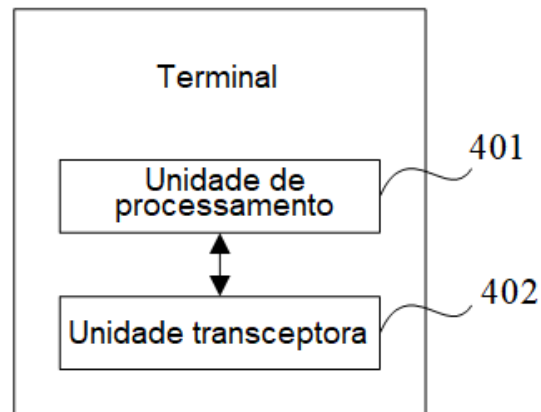 Terminal
Unidade de
processamento
401
Unidade transceptora
402